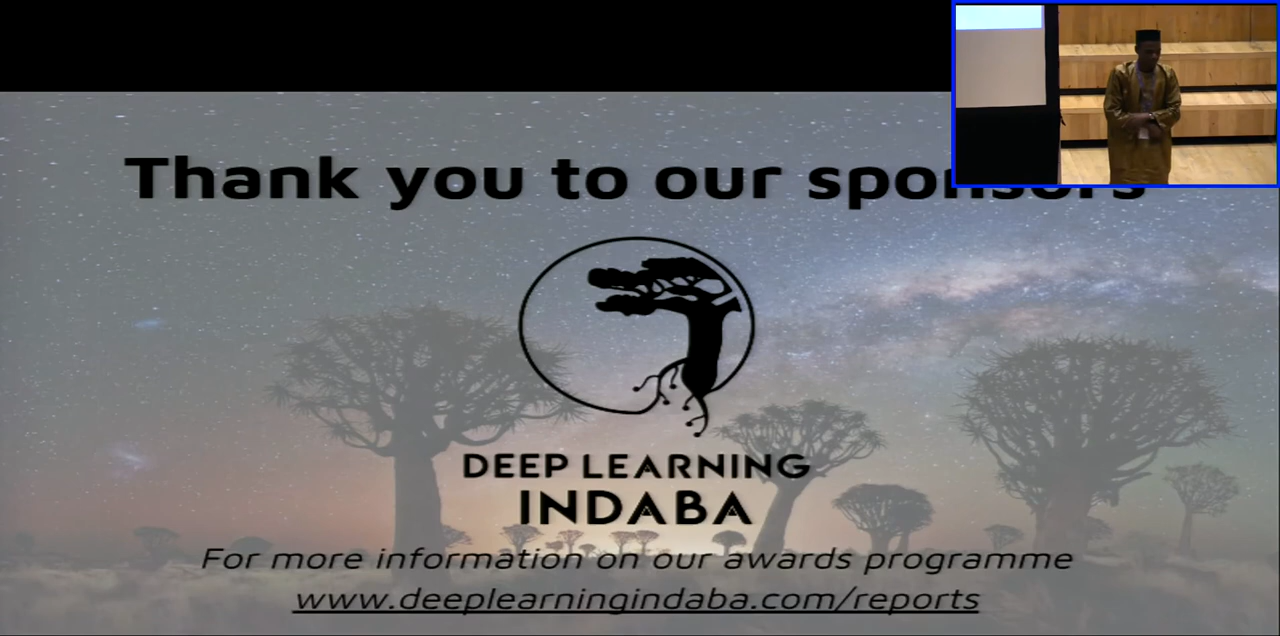 Thank you to our sponsors
DEEP LEARNING
INDABA
For more information on our awards programme
www.deeplearningindaba.com/reports